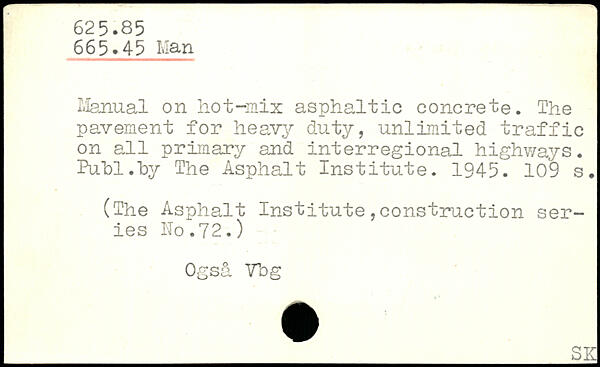 625.85
665.45 Man
Manual on hot-mix asphaltic concrete. The
pavement for heavy duty, unlimited traffic
on all primary and interregional highways.
Publ.by The Asphalt Institute. 1945. 109 s.
(The Asphalt Institute,construction ser-
ies No.72.)
Også Vbg
SK